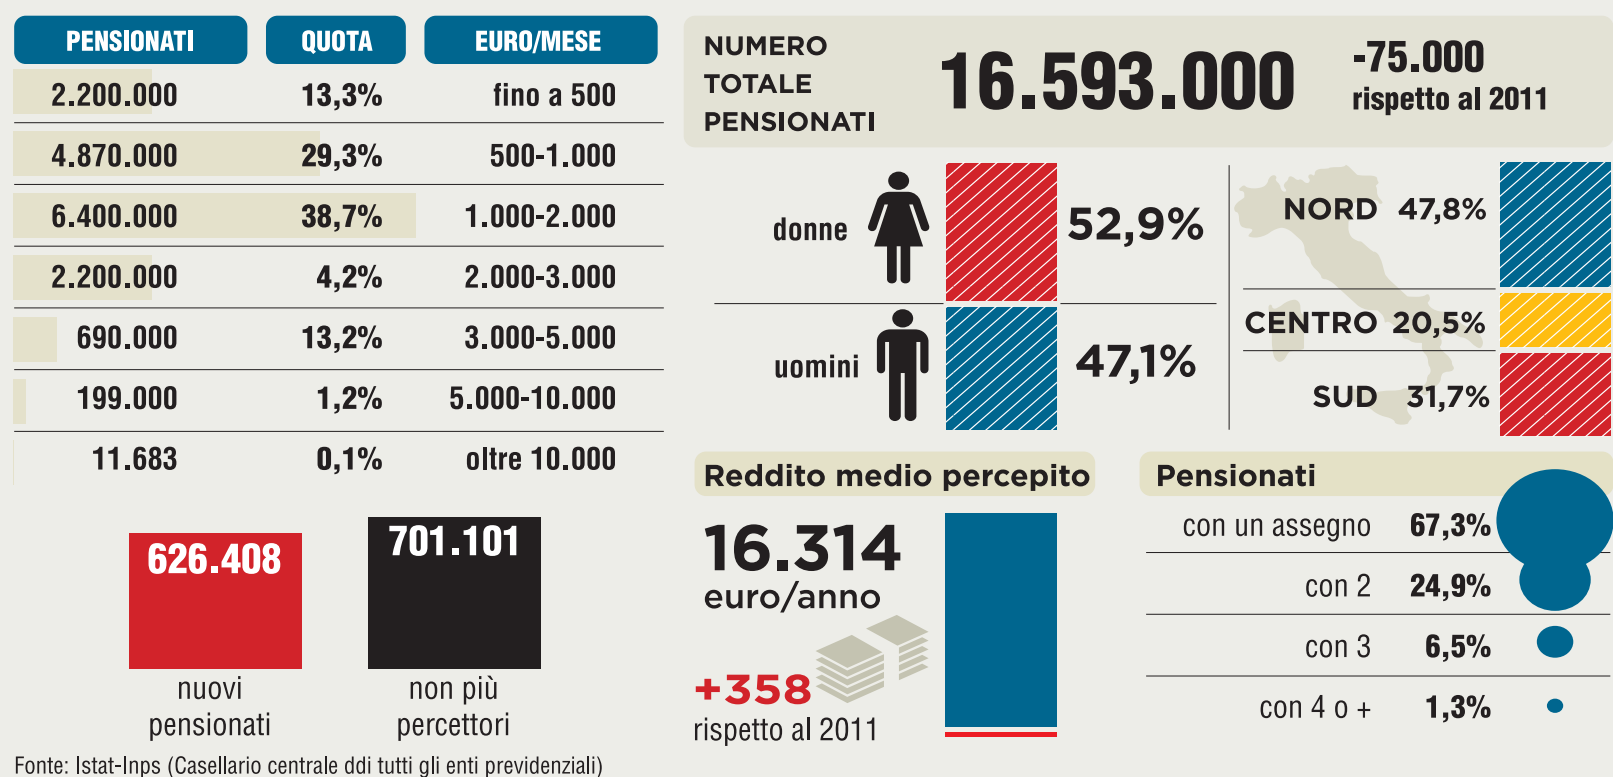 PENSIONATI QUOTA EURO/MESE
2.200.000 13,3% fino a 500
4.870.000 29,3% 500-1.000
6.400.000 38,7% 1.000-2.000
2.200.000 4,2% 2.000-3.000
690.000 13,2% 3.000-5.000
199.000 1,2% 5.000-10.000
11.683 0,1% oltre 10.000
626.408
nuovi
pensionati
701.101
non più
percettori
Fonte: Istat-Inps (Casellario centrale ddi tutti gli enti previdenziali)
NUMERO
TOTALE
PENSIONATI
16.593.000
-75.000
rispetto al 2011
donne 52,9%
uomini 47,1%
NORD 47,8%
CENTRO 20,5%
SUD 31,7%
Reddito medio percepito
16.314
euro/anno
+358
rispetto al 2011
Pensionati
con un assegno 67,3%
con 2 24,9%
con 3 6,5%
con 4 o + 1,3%